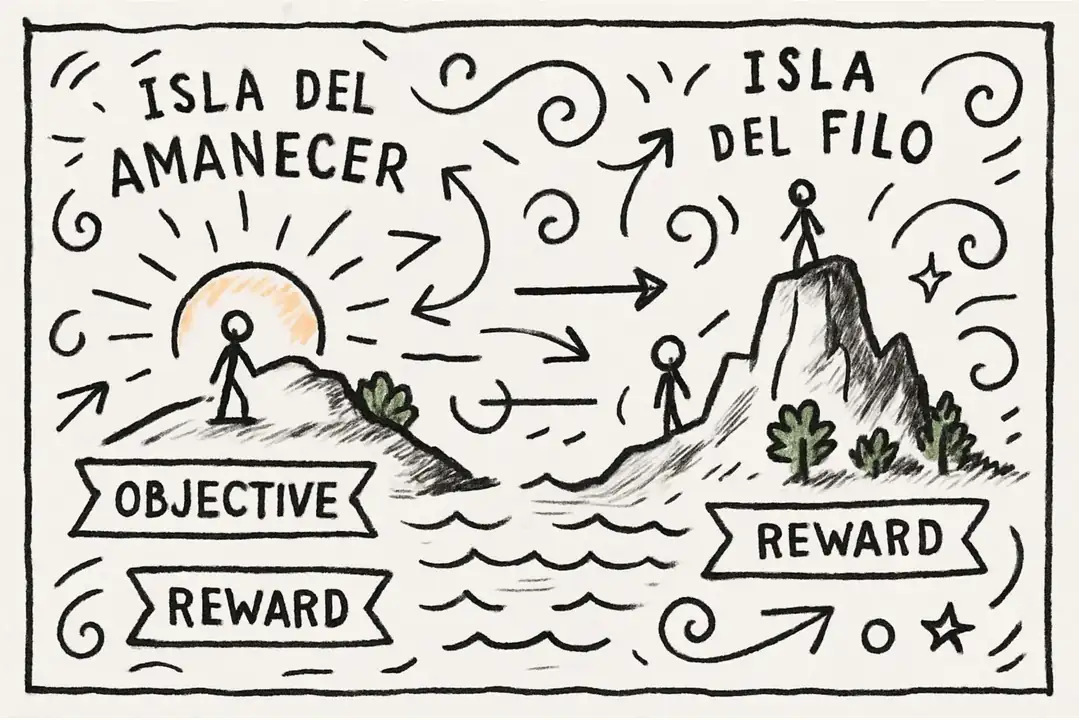 ISLA DEL
AMANECER
ISLA
DEL FILO
OBJECTIVE
REWARD
REWARD